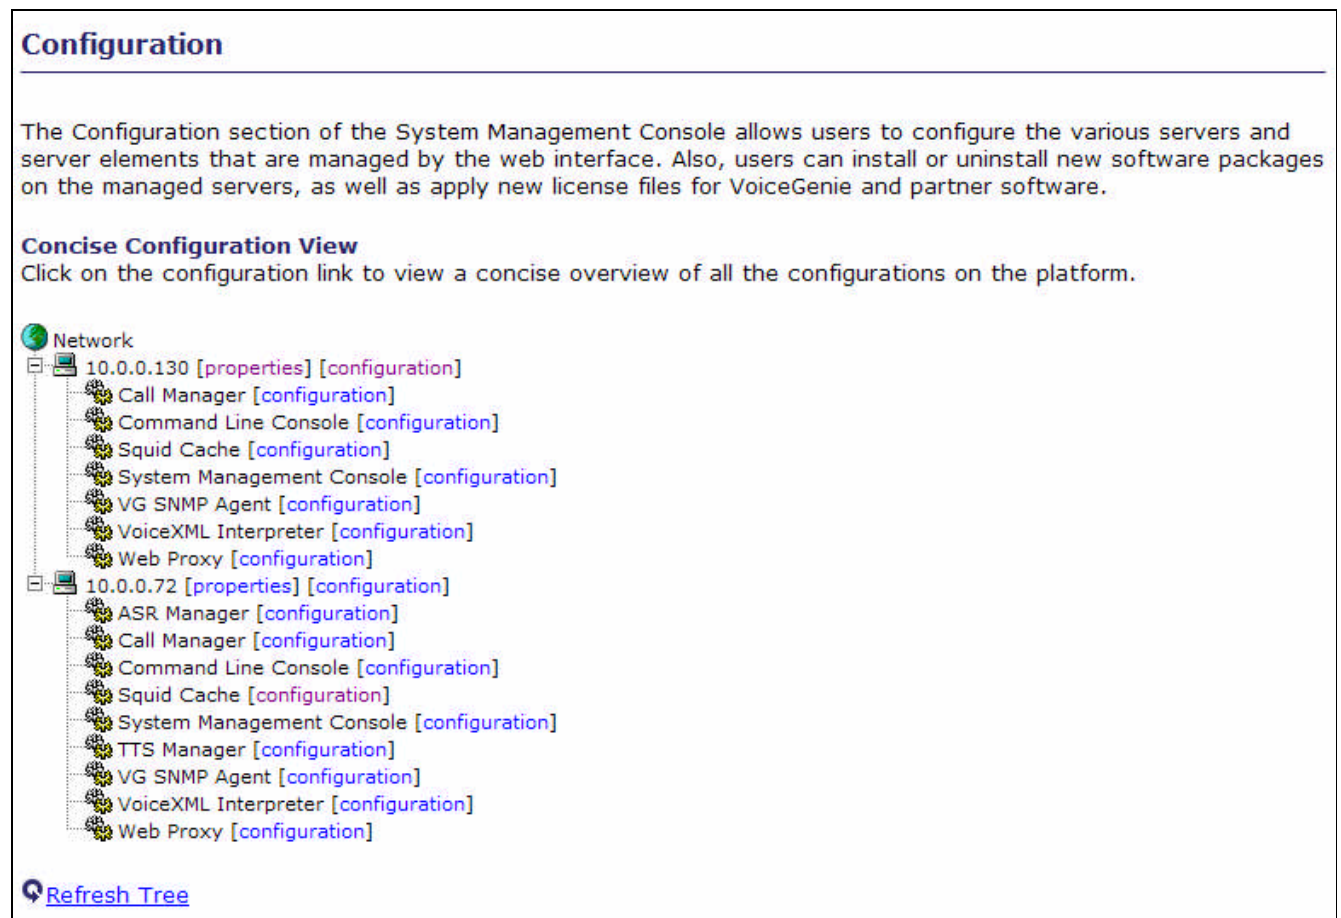 Configuration
The Configuration section of the System Management Console allows users to configure the various servers and
server elements that are managed by the web interface. Also, users can install or uninstall new software packages
on the managed servers, as well as apply new license files for VoiceGenie and partner software.
Concise Configuration View
Click on the configuration link to view a concise overview of all the configurations on the platform.
Network
10.0.0.130 [properties] [configuration]
Call Manager [configuration]
Command Line Console [configuration]
Squid Cache [configuration]
System Management Console [configuration]
VG SNMP Agent [configuration]
VoiceXML Interpreter [configuration]
Web Proxy [configuration]
10.0.0.72 [properties] [configuration]
ASR Manager [configuration]
Call Manager [configuration]
Command Line Console [configuration]
Squid Cache [configuration]
System Management Console [configuration]
TTS Manager [configuration]
VG SNMP Agent [configuration]
VoiceXML Interpreter [configuration]
Web Proxy [configuration]
Refresh Tree